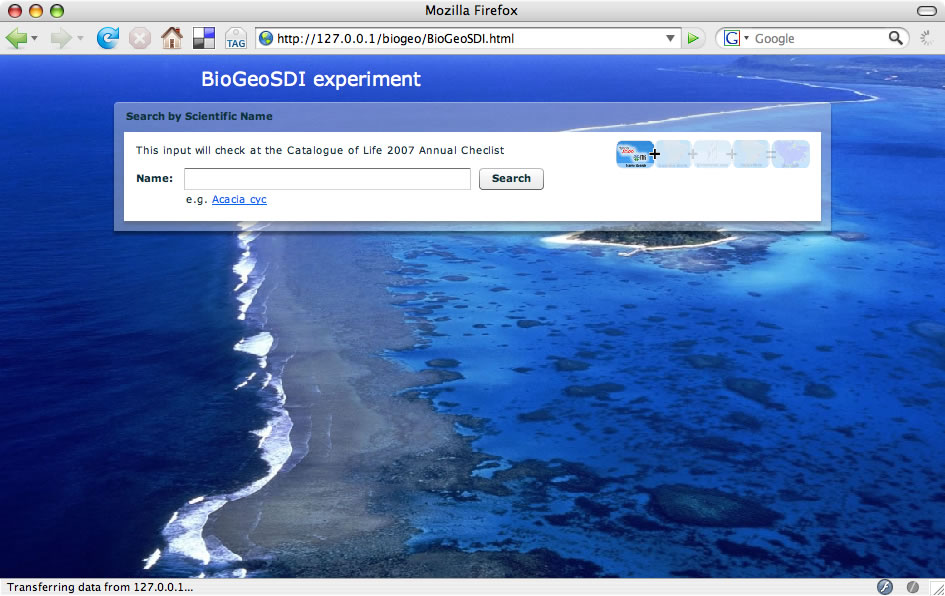 Mozilla Firefox
TAG
http://127.0.0.1/biogeo/BioGeoSDI.html
G
Google
BioGeoSDI experiment
Search by Scientific Name
This input will check at the Catalogue of Life 2007 Annual Checlist
Name:
Search
e.g. Acacia cyc
Transferring data from 127.0.0.1...